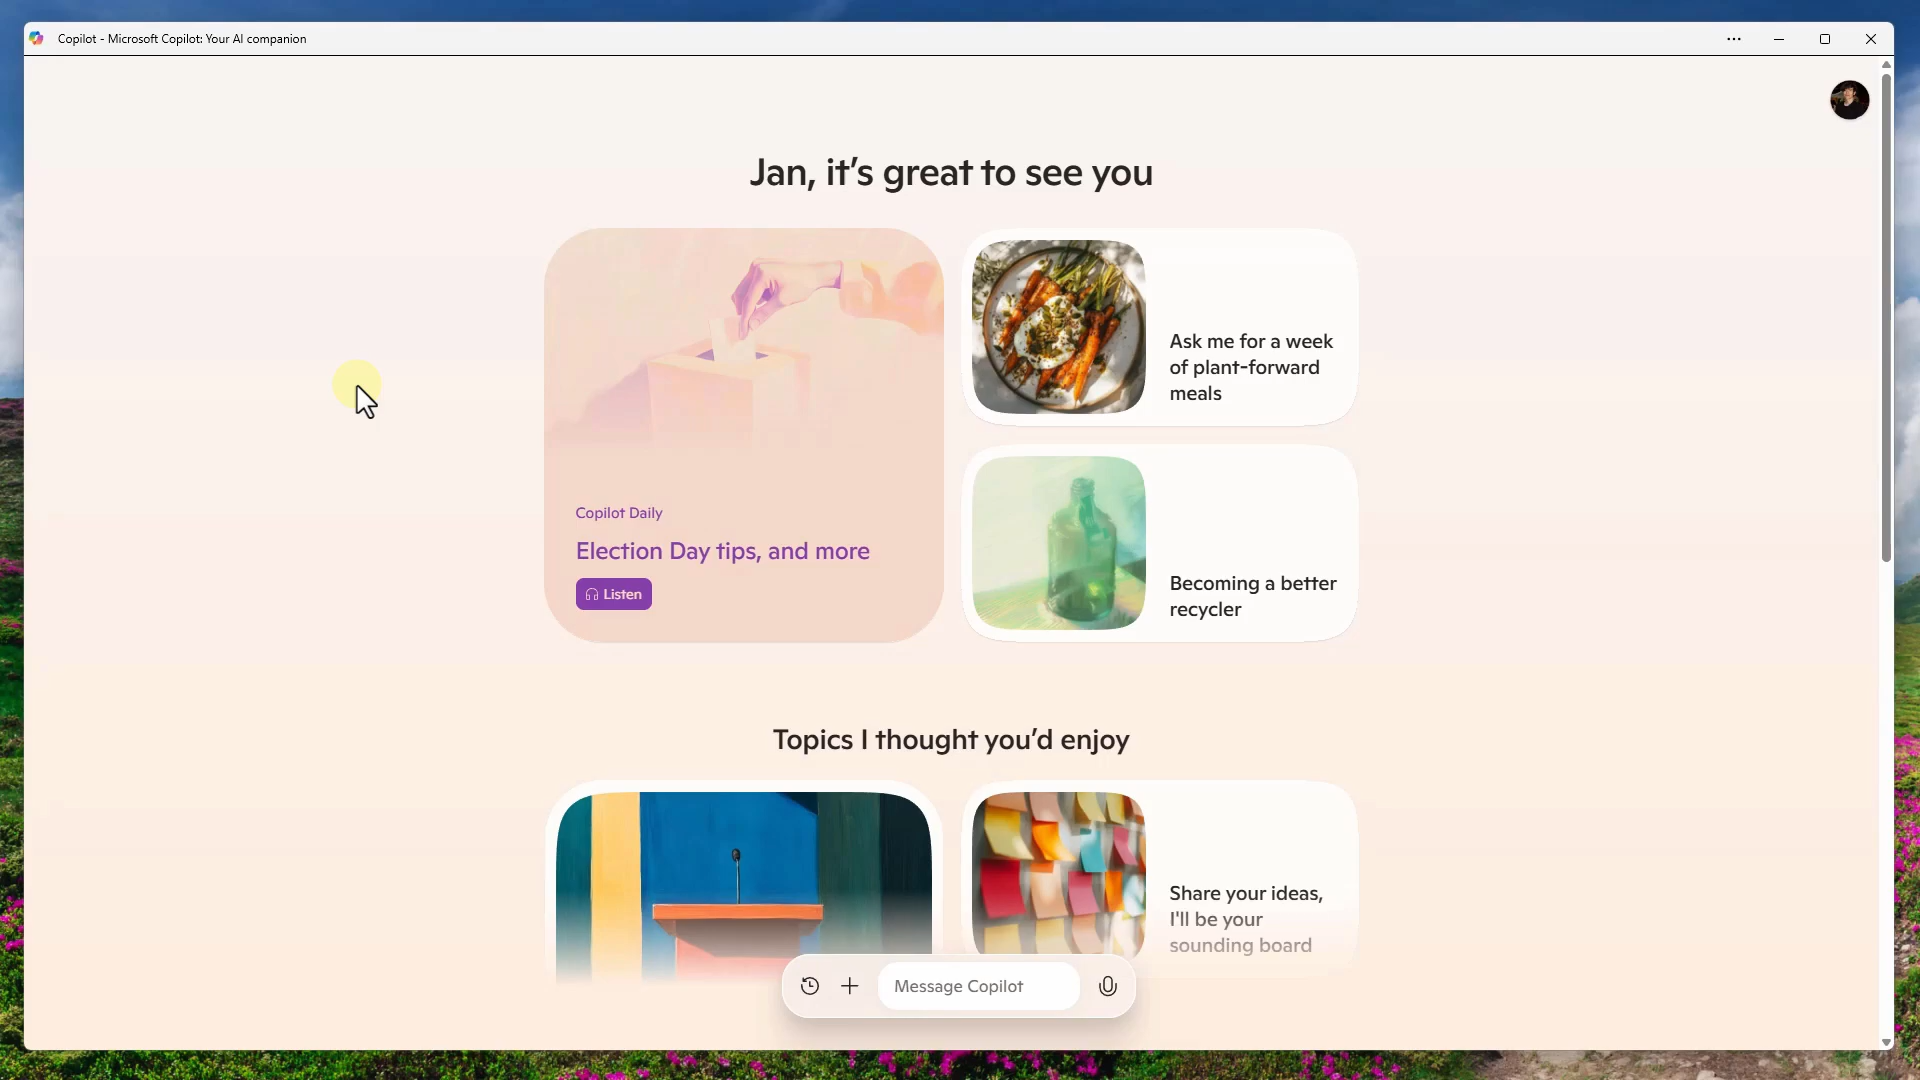 Copilot - Microsoft Copilot: Your AI companion
Jan, it's great to see you
Copilot Daily
Election Day tips, and more
Listen
Ask me for a week
of plant-forward
meals
Becoming a better
recycler
Topics I thought you'd enjoy
Share your ideas,
I'll be your
sounding board
Message Copilot